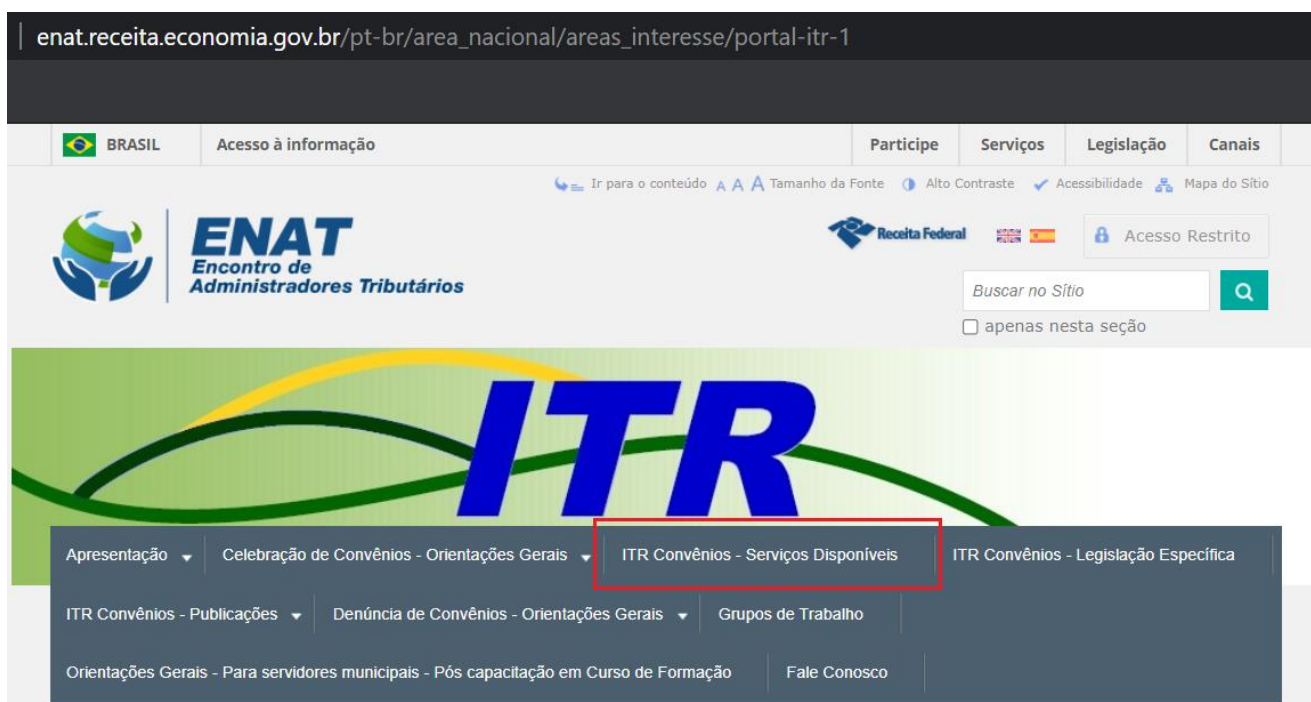 enat.receita.economia.gov.br/pt-br/area_nacional/areas_interesse/portal-itr-1
BRASIL Acesso à informação Participe Serviços Legislação Canais
Ir para o conteúdo A A A Tamanho da Fonte Alto Contraste Acessibilidade Mapa do Sítio
ENAT
Encontro de
Administradores Tributários
Receita Federal Acesso Restrito
Buscar no Sítio
apenas nesta seção
ITR
Apresentação Celebração de Convênios - Orientações Gerais ITR Convênios - Serviços Disponíveis ITR Convênios - Legislação Específica
ITR Convênios - Publicações Denúncia de Convênios - Orientações Gerais Grupos de Trabalho
Orientações Gerais - Para servidores municipais - Pós capacitação em Curso de Formação Fale Conosco